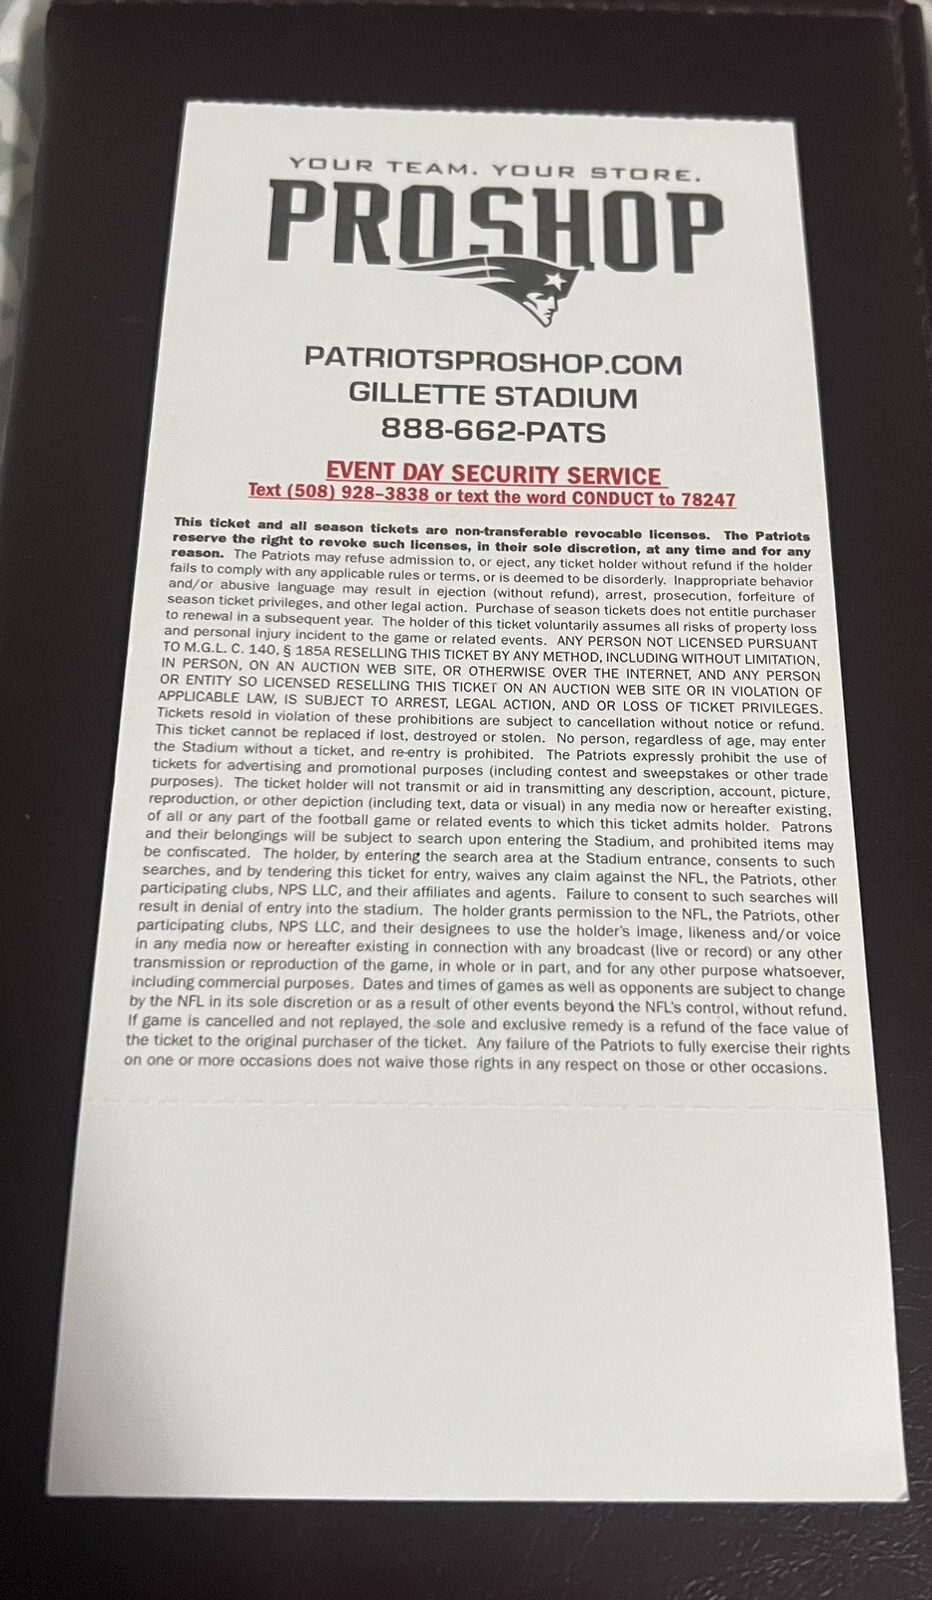 YOUR TEAM. YOUR STORE.
PROSHOP
PATRIOTSPROSHOP.COM
GILLETTE STADIUM
888-662-PATS
EVENT DAY SECURITY SERVICE
Text (508) 928-3838 or text the word CONDUCT to 78247
This ticket and all season tickets are non-transferable revocable licenses. The Patriots
reserve the right to revoke such licenses, in their sole discretion, at any time and for any
reason. The Patriots may refuse admission to, or eject, any ticket holder without refund if the holder
fails to comply with any applicable rules or terms, or is deemed to be disorderly. Inappropriate behavior
and/or abusive language may result in ejection (without refund), arrest, prosecution, forfeiture of
season ticket privileges, and other legal action. Purchase of season tickets does not entitle purchaser
to renewal in a subsequent year. The holder of this ticket voluntarily assumes all risks of property loss
and personal injury incident to the game or related events. ANY PERSON NOT LICENSED PURSUANT
TO M.G.L. C. 140, § 185A RESELLING THIS TICKET BY ANY METHOD, INCLUDING WITHOUT LIMITATION,
IN PERSON, ON AN AUCTION WEB SITE, OR OTHERWISE OVER THE INTERNET, AND ANY PERSON
OR ENTITY SO LICENSED RESELLING THIS TICKET ON AN AUCTION WEB SITE OR IN VIOLATION OF
APPLICABLE LAW, IS SUBJECT TO ARREST, LEGAL ACTION, AND OR LOSS OF TICKET PRIVILEGES.
Tickets resold in violation of these prohibitions are subject to cancellation without notice or refund.
This ticket cannot be replaced if lost, destroyed or stolen. No person, regardless of age, may enter
the Stadium without a ticket, and re-entry is prohibited. The Patriots expressly prohibit the use of
tickets for advertising and promotional purposes (including contest and sweepstakes or other trade
purposes). The ticket holder will not transmit or aid in transmitting any description, account, picture,
reproduction, or other depiction (including text, data or visual) in any media now or hereafter existing,
of all or any part of the football game or related events to which this ticket admits holder. Patrons
and their belongings will be subject to search upon entering the Stadium, and prohibited items may
be confiscated. The holder, by entering the search area at the Stadium entrance, consents to such
searches, and by tendering this ticket for entry, waives any claim against the NFL, the Patriots, other
participating clubs, NPS LLC, and their affiliates and agents. Failure to consent to such searches will
result in denial of entry into the stadium. The holder grants permission to the NFL, the Patriots, other
participating clubs, NPS LLC, and their designees to use the holder's image, likeness and/or voice
in any media now or hereafter existing in connection with any broadcast (live or record) or any other
transmission or reproduction of the game, in whole or in part, and for any other purpose whatsoever,
including commercial purposes. Dates and times of games as well as opponents are subject to change
by the NFL in its sole discretion or as a result of other events beyond the NFL's control, without refund.
If game is cancelled and not replayed, the sole and exclusive remedy is a refund of the face value of
the ticket to the original purchaser of the ticket. Any failure of the Patriots to fully exercise their rights
on one or more occasions does not waive those rights in any respect on those or other occasions.